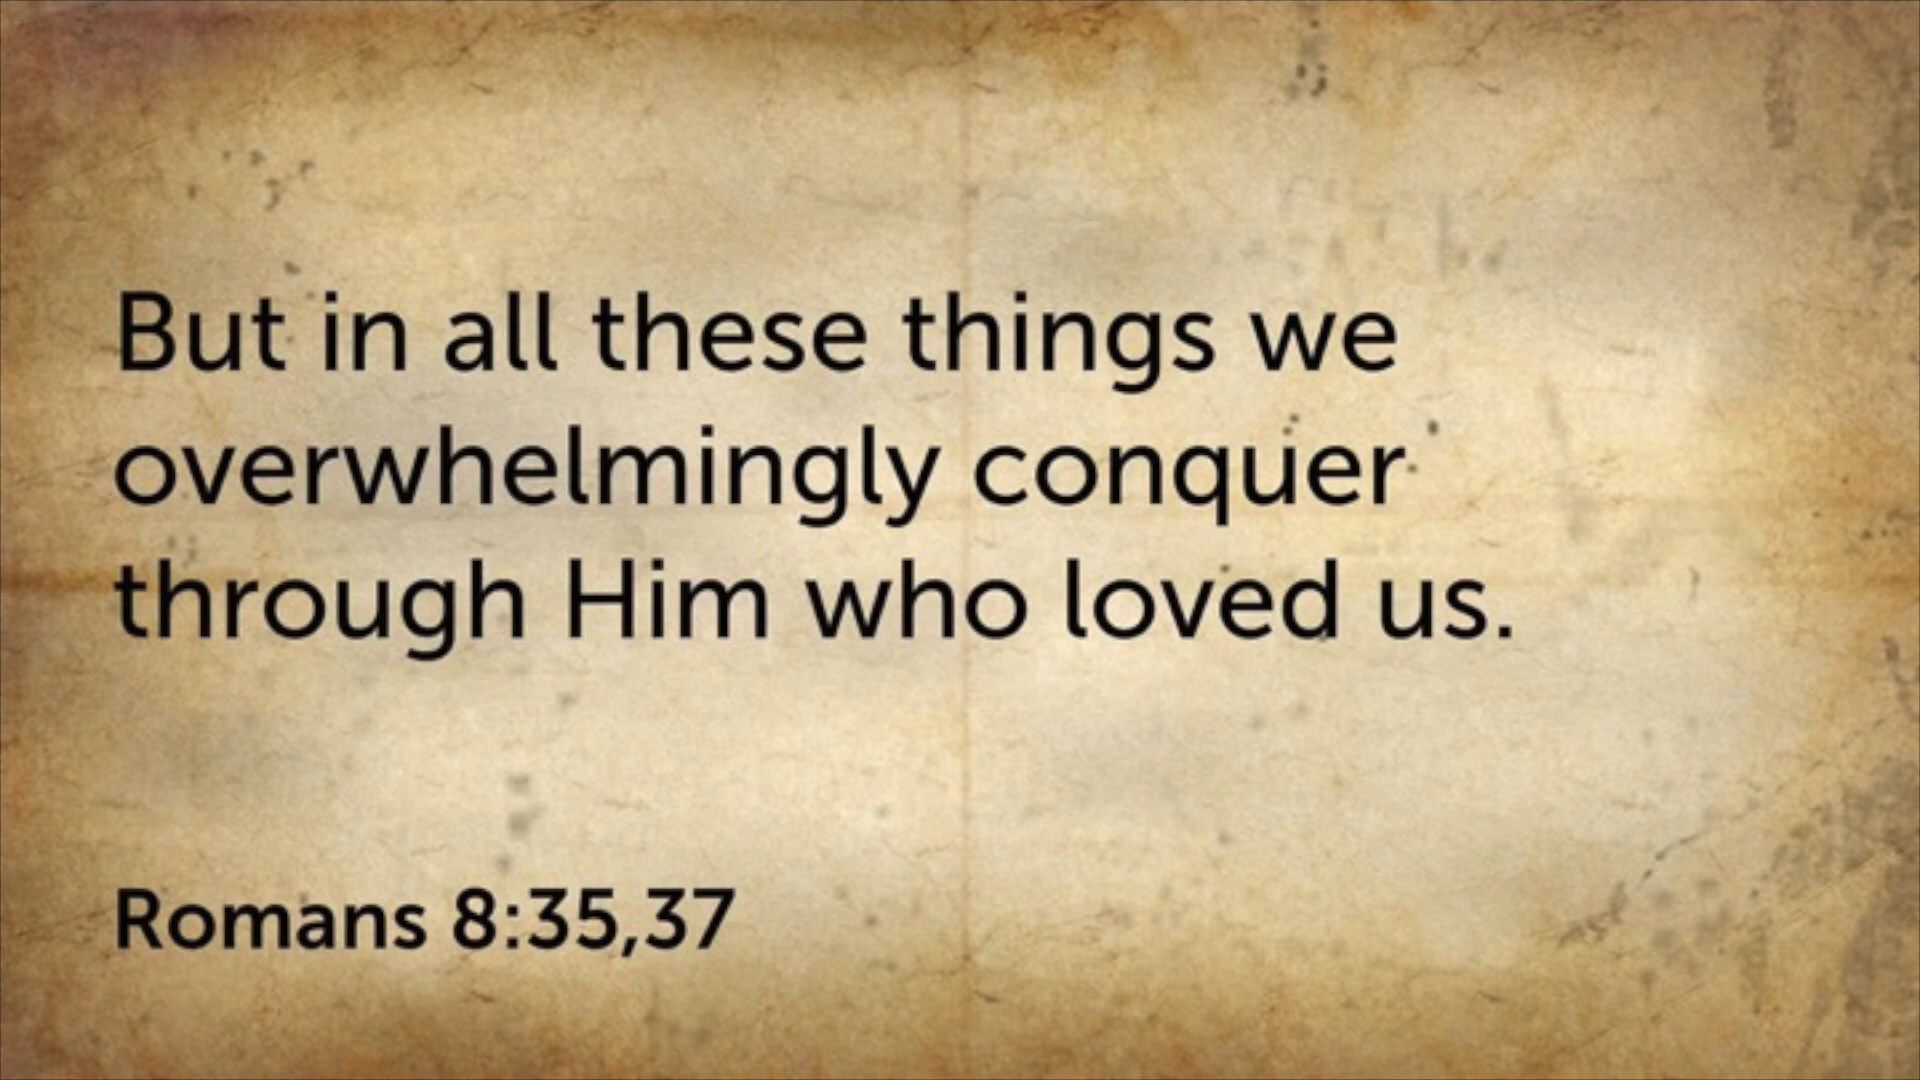 But in all these things we
overwhelmingly conquer
through Him who loved us.
Romans 8:35,37